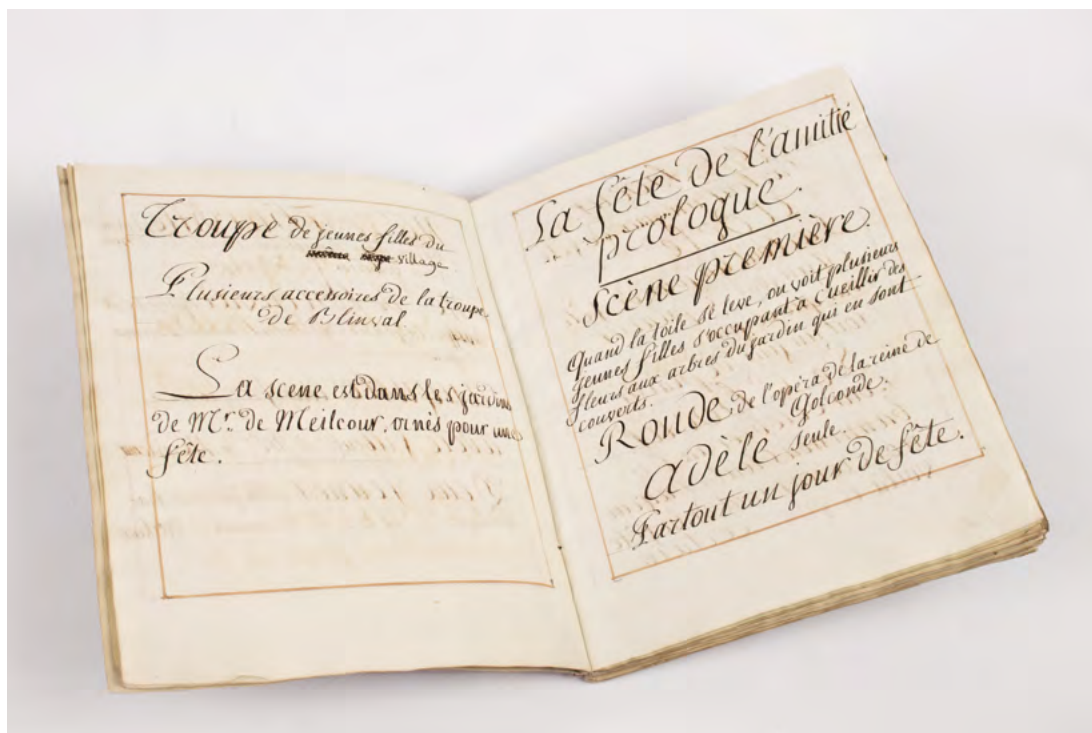 Troupe de jeunes filles du
village
Plusieurs accessoires de la troupe
de Blinval
La scene est dans les jardins
de Mr. de Meilcour, ornés pour une
fête.
La fête de l'amitié
prologue.
Scène première.
Quand la toile se leve, on voit plusieurs
jeunes filles s'occupant a cueillir des
fleurs aux arbres du jardin qui en sont
couverts.
Ronde de l'opéra de la reine de
Golconde.
Adèle seule.
Partout un jour de fête.